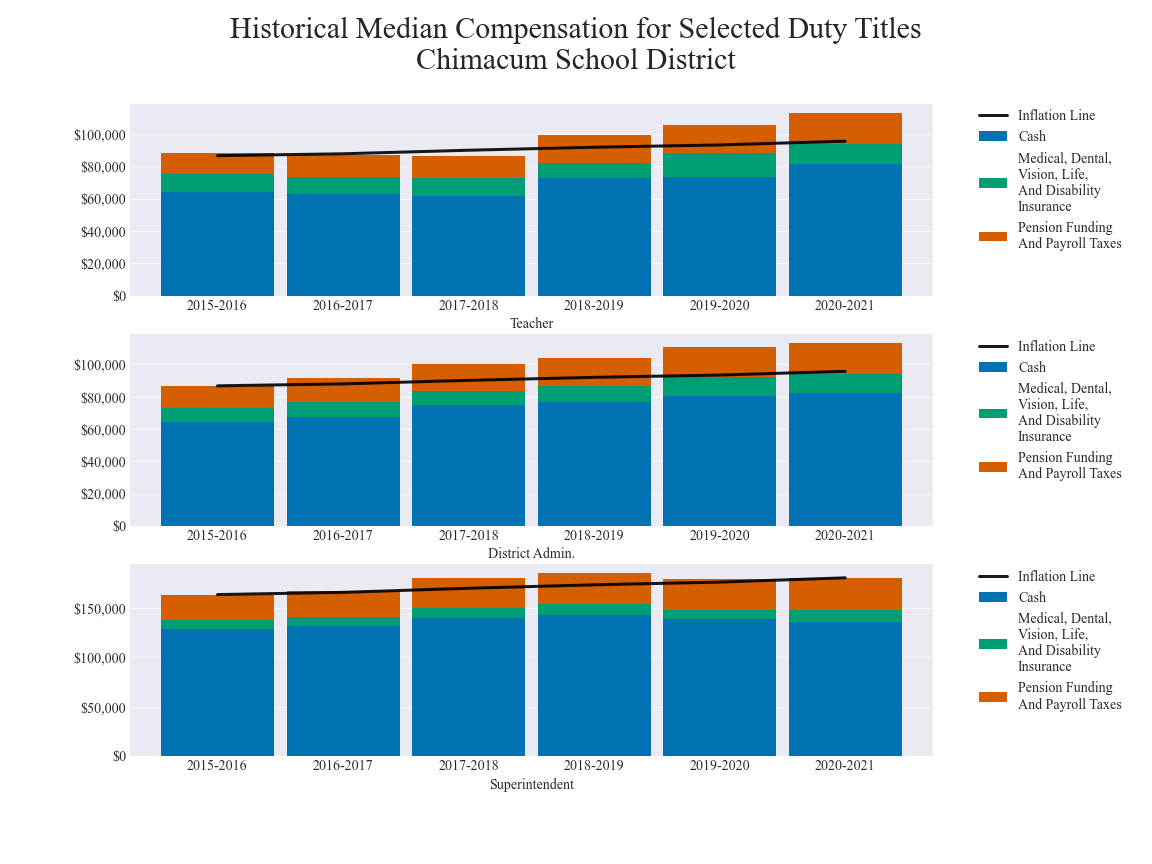 Historical Median Compensation for Selected Duty Titles
Chimacum School District
$100,000
$80,000
$60,000
$40,000
$20,000
$0
2015-2016 2016-2017 2017-2018 2018-2019 2019-2020 2020-2021
Teacher
Inflation Line
Cash
Medical, Dental,
Vision, Life,
And Disability
Insurance
Pension Funding
And Payroll Taxes
$100,000
$80,000
$60,000
$40,000
$20,000
$0
2015-2016 2016-2017 2017-2018 2018-2019 2019-2020 2020-2021
District Admin.
Inflation Line
Cash
Medical, Dental,
Vision, Life,
And Disability
Insurance
Pension Funding
And Payroll Taxes
$150,000
$100,000
$50,000
$0
2015-2016 2016-2017 2017-2018 2018-2019 2019-2020 2020-2021
Superintendent
Inflation Line
Cash
Medical, Dental,
Vision, Life,
And Disability
Insurance
Pension Funding
And Payroll Taxes